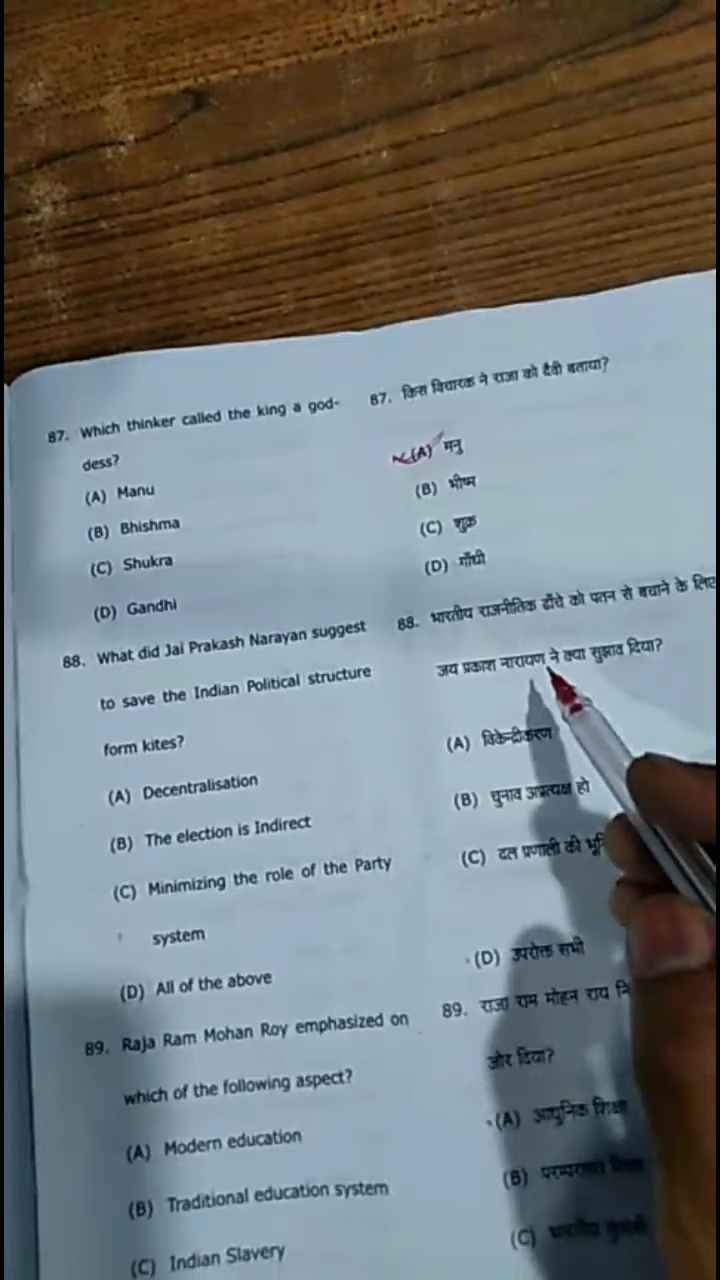 87. Which thinker called the king a god-
dess?
(A) Manu
(B) Bhishma
(C) Shukra
(D) Gandhi
88. What did Jai Prakash Narayan suggest
to save the Indian Political structure
form kites?
(A) Decentralisation
(B) The election is Indirect
(C) Minimizing the role of the Party
system
(D) All of the above
89. Raja Ram Mohan Roy emphasized on
which of the following aspect?
(A) Modern education
(B) Traditional education system
(C) Indian Slavery
87. किस विचारक ने राजा को दैवी बताया?
(A) मनु
(B) भीष्म
(C) शुक्र
(D) गाँधी
88. भारतीय राजनीतिक ढाँचे को पतन से बचाने के लिए
जय प्रकाश नारायण ने क्या सुझाव दिया?
(A) विकेन्द्रीकरण
(B) चुनाव अप्रत्यक्ष हो
(C) दल प्रणाली की
(D) उपरोक्त सभी
89. राजा राम मोहन राय
जोर दिया?
(A) आधुनिक शिक्षा
(B)
(C)